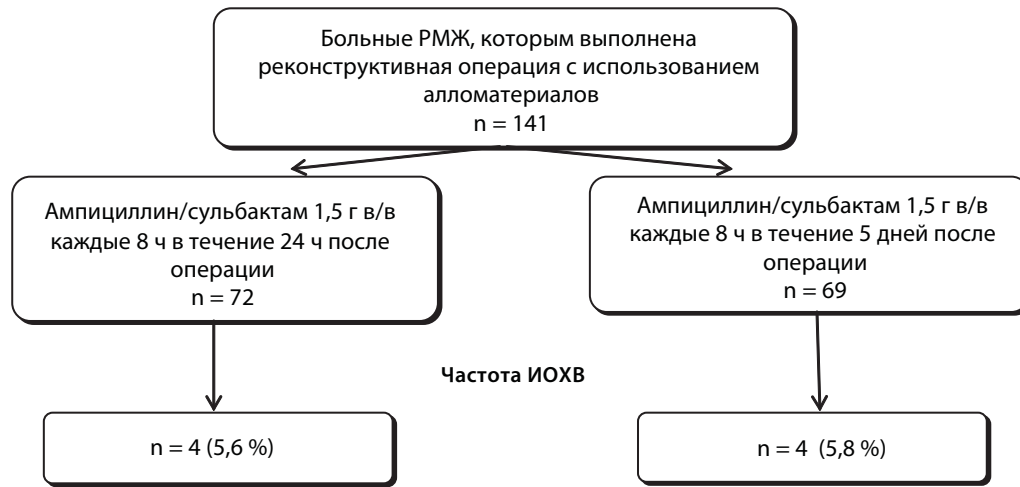 Больные РМЖ, которым выполнена
реконструктивная операция с использованием
алломатериалов
n = 141
Ампициллин/сульбактам 1,5 г в/в
каждые 8 ч в течение 24 ч после
операции
n = 72
Ампициллин/сульбактам 1,5 г в/в
каждые 8 ч в течение 5 дней после
операции
n = 69
Частота ИОХВ
n = 4 (5,6 %)
n = 4 (5,8 %)